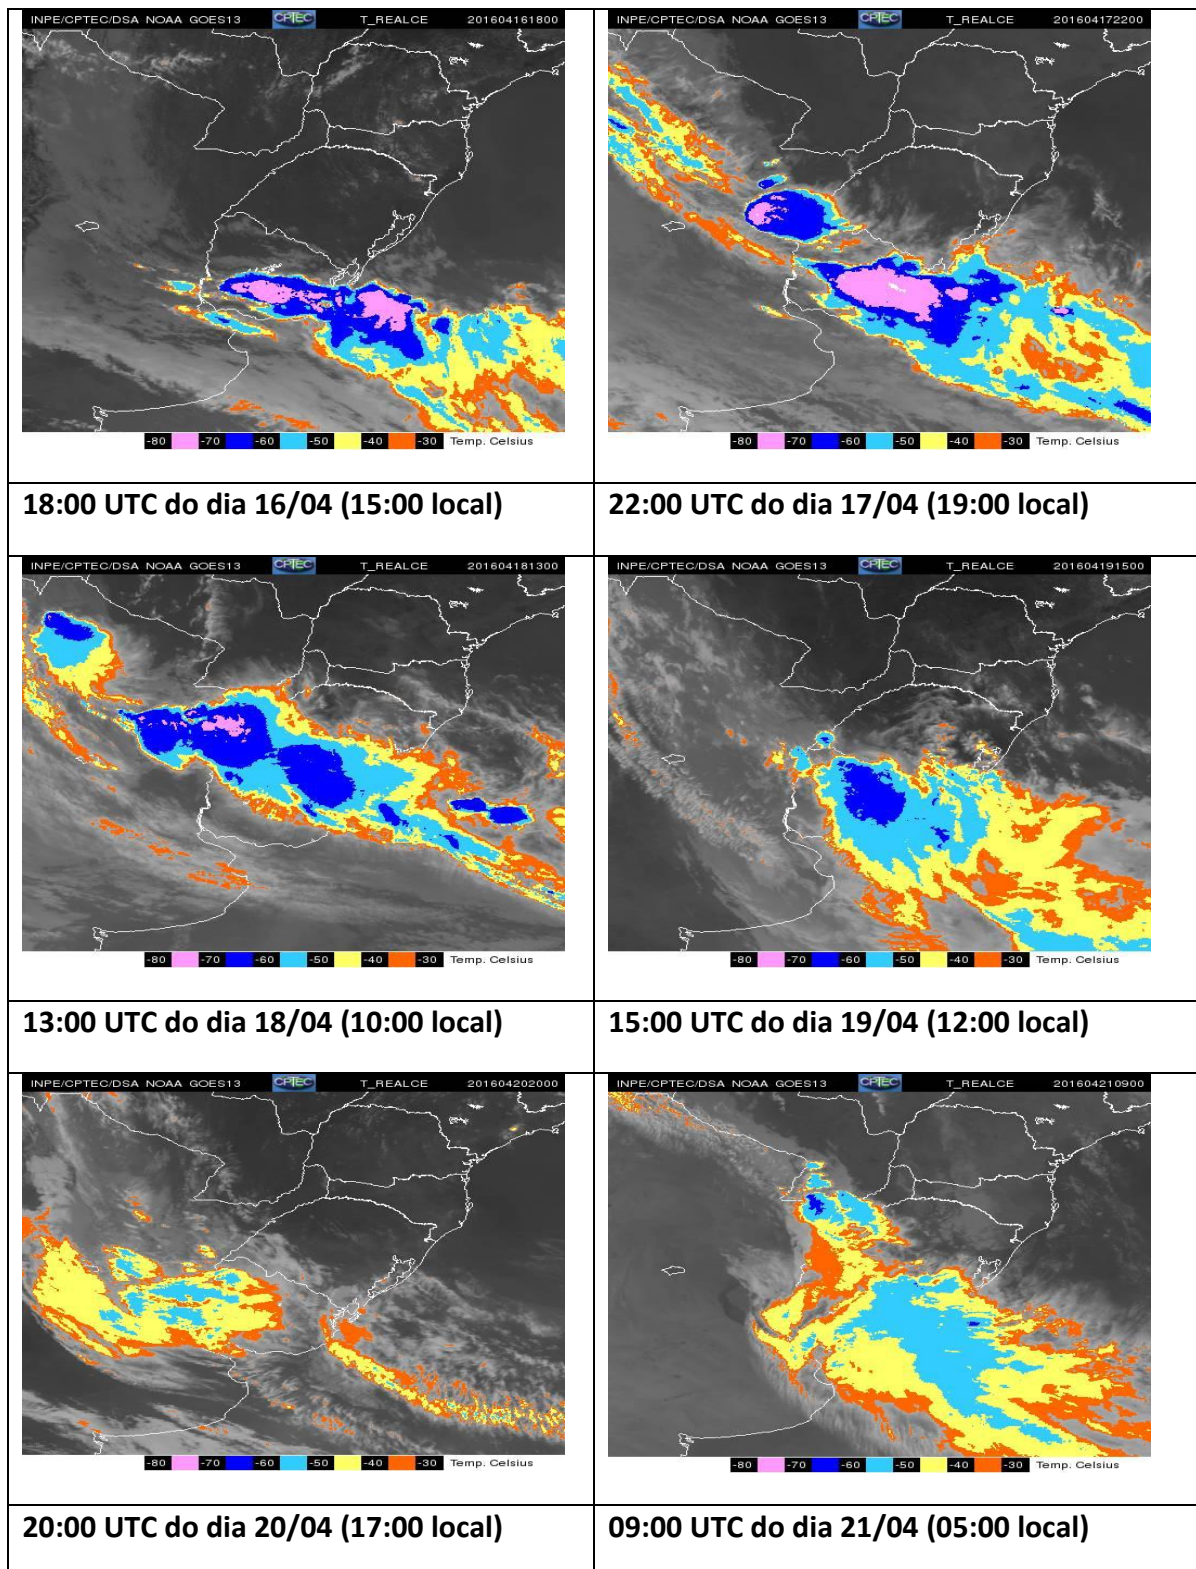 INPE/CPTEC/DSA NOAA GOES13 CPTEC T_REALCE 201604161800
-80 -70 -60 -50 -40 -30 Temp. Celsius
18:00 UTC do dia 16/04 (15:00 local)
INPE/CPTEC/DSA NOAA GOES13 CPTEC T_REALCE 201604172200
-80 -70 -60 -50 -40 -30 Temp. Celsius
22:00 UTC do dia 17/04 (19:00 local)
INPE/CPTEC/DSA NOAA GOES13 CPTEC T_REALCE 201604181300
-80 -70 -60 -50 -40 -30 Temp. Celsius
13:00 UTC do dia 18/04 (10:00 local)
INPE/CPTEC/DSA NOAA GOES13 CPTEC T_REALCE 201604191500
-80 -70 -60 -50 -40 -30 Temp. Celsius
15:00 UTC do dia 19/04 (12:00 local)
INPE/CPTEC/DSA NOAA GOES13 CPTEC T_REALCE 201604202000
-80 -70 -60 -50 -40 -30 Temp. Celsius
20:00 UTC do dia 20/04 (17:00 local)
INPE/CPTEC/DSA NOAA GOES13 CPTEC T_REALCE 201604210900
-80 -70 -60 -50 -40 -30 Temp. Celsius
09:00 UTC do dia 21/04 (05:00 local)